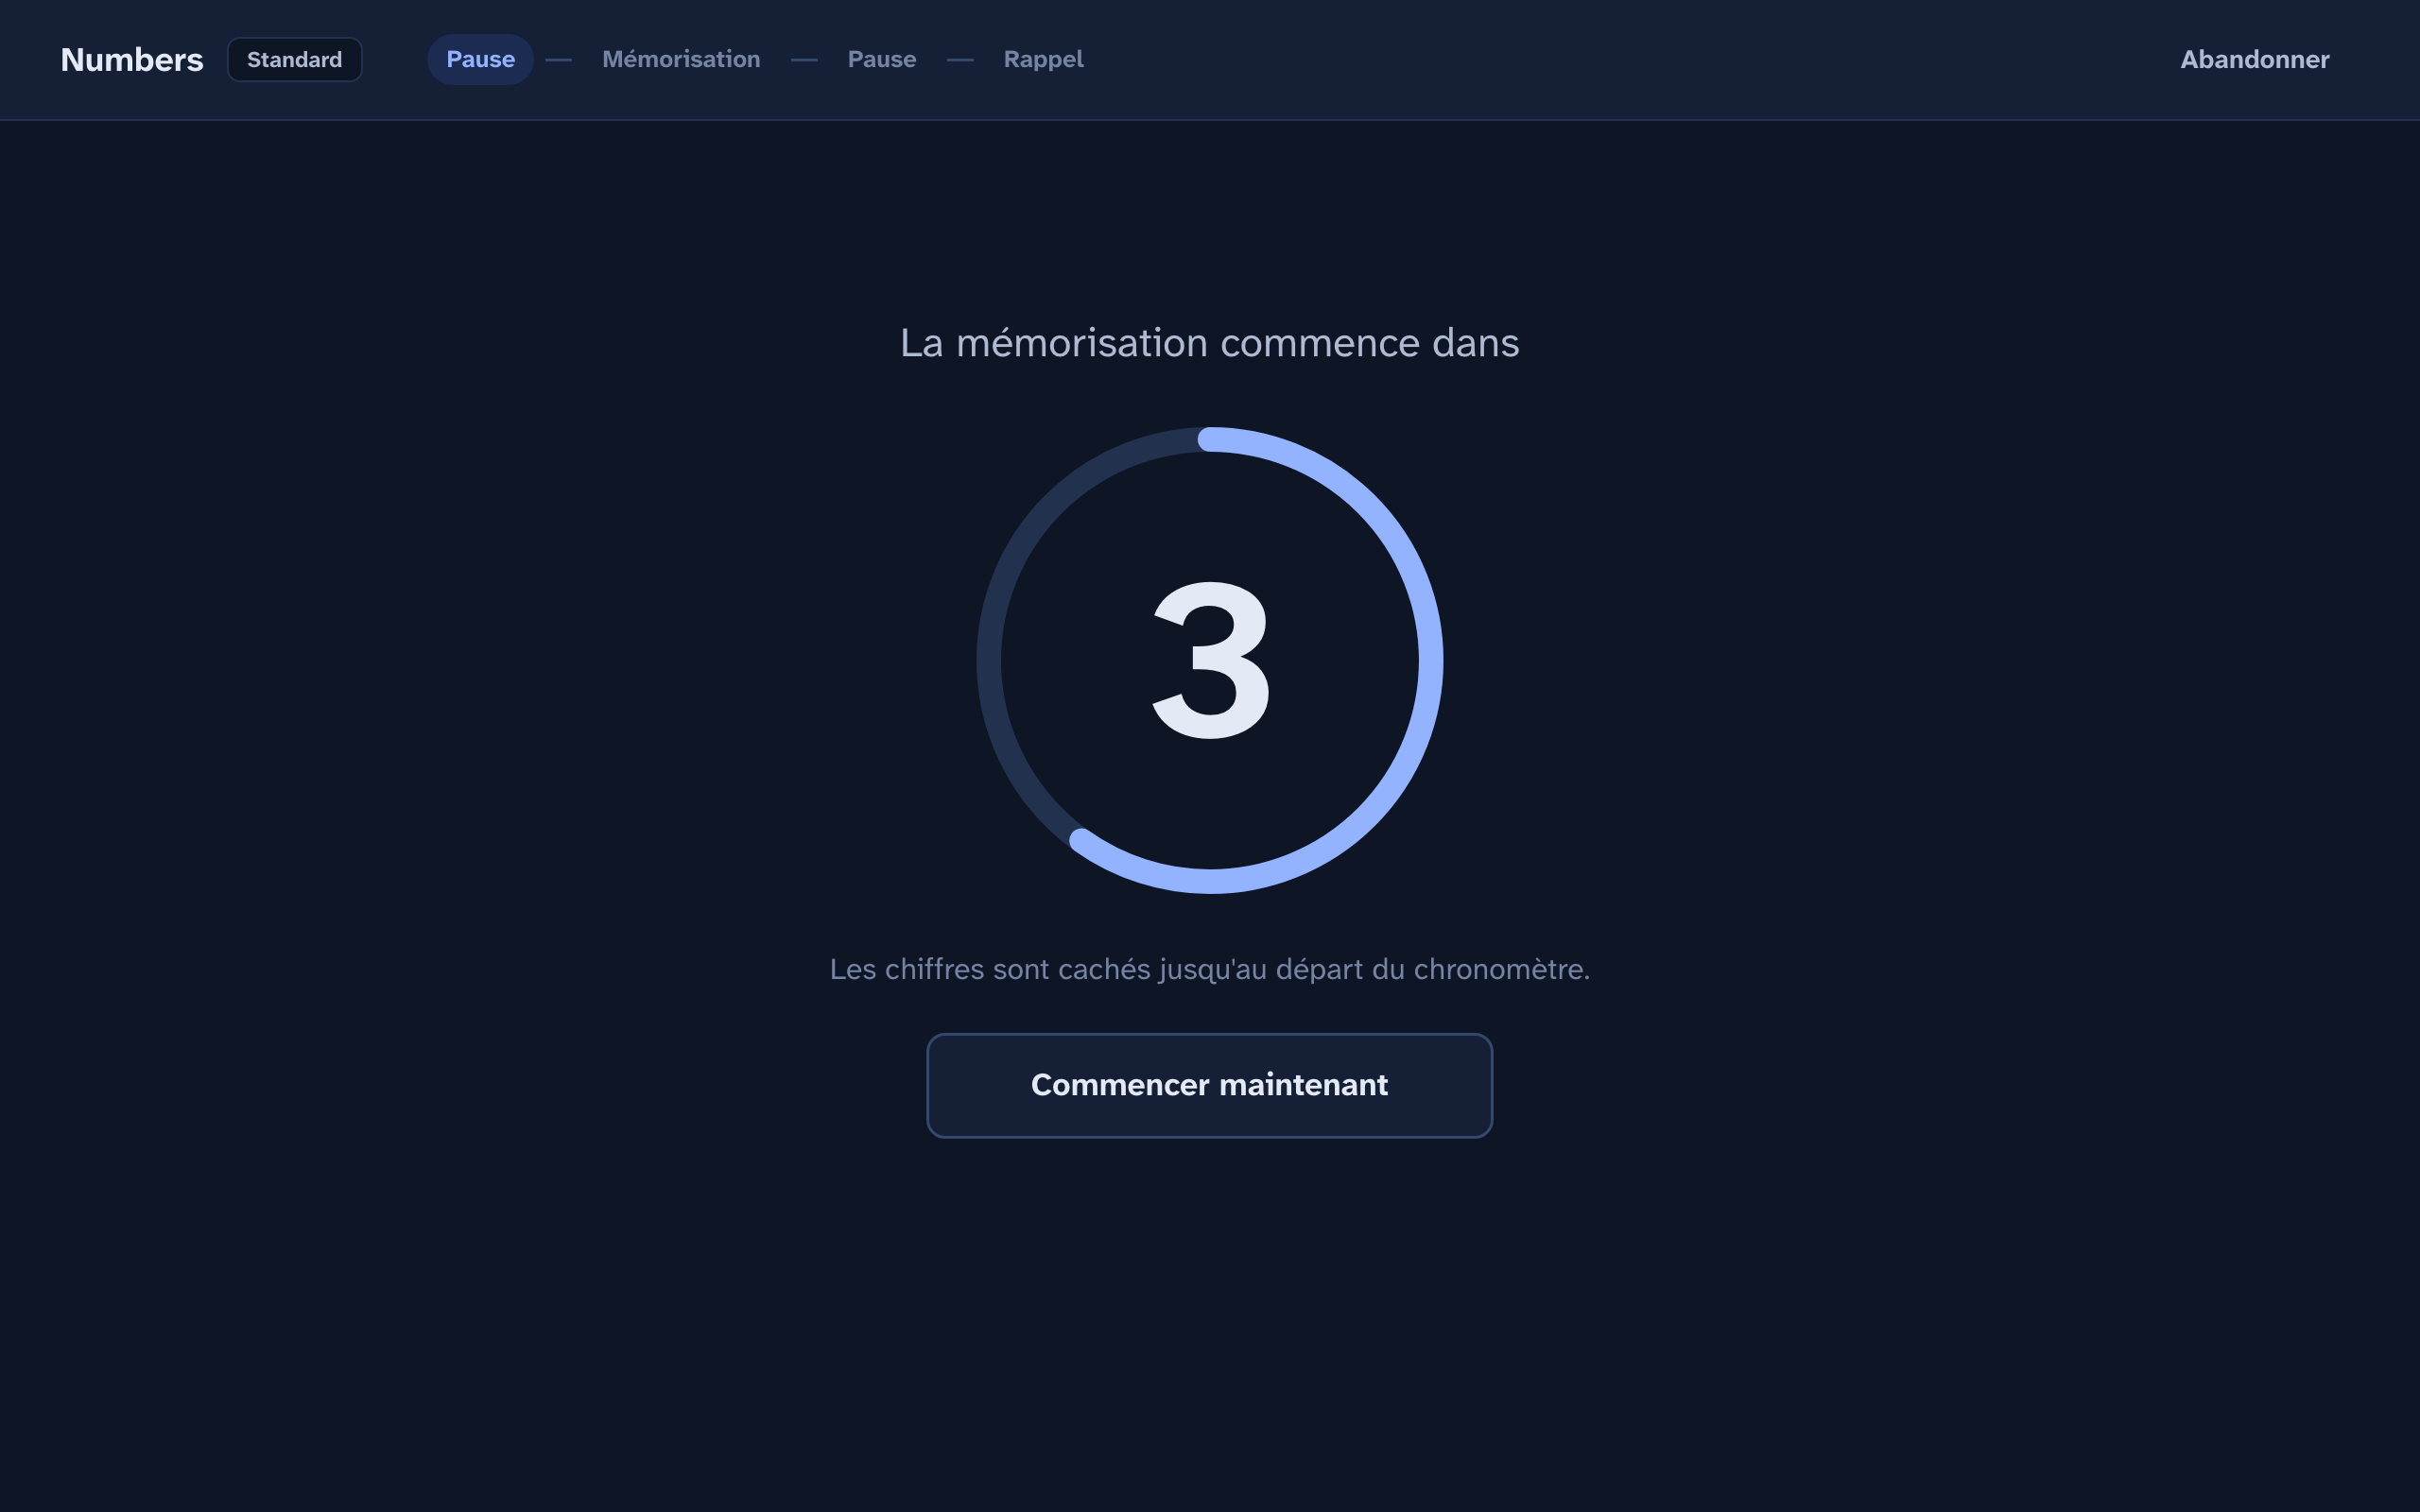 Numbers Standard Pause — Mémorisation — Pause — Rappel Abandonner
La mémorisation commence dans
3
Les chiffres sont cachés jusqu'au départ du chronomètre.
Commencer maintenant